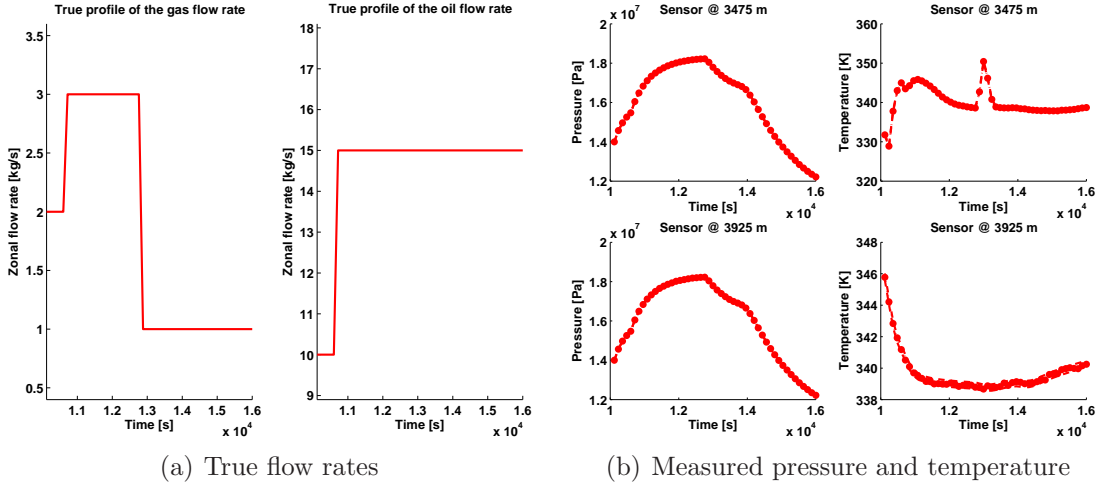 True profile of the gas flow rate
3.5
3
2.5
2
1.5
1
0.5
Zonal flow rate [kg/s]
1.1 1.2 1.3 1.4 1.5 1.6
Time [s]
x 10^4
True profile of the oil flow rate
18
17
16
15
14
13
12
11
10
9
Zonal flow rate [kg/s]
1.1 1.2 1.3 1.4 1.5 1.6
Time [s]
x 10^4
(a) True flow rates
Sensor @ 3475 m
x 10^7
2
1.8
1.6
1.4
1.2
Pressure [Pa]
1 1.2 1.4 1.6
Time [s]
x 10^4
Sensor @ 3475 m
360
350
340
330
320
Temperature [K]
1 1.2 1.4 1.6
Time [s]
x 10^4
Sensor @ 3925 m
x 10^7
2
1.8
1.6
1.4
1.2
Pressure [Pa]
1 1.2 1.4 1.6
Time [s]
x 10^4
Sensor @ 3925 m
348
346
344
342
340
338
Temperature [K]
1 1.2 1.4 1.6
Time [s]
x 10^4
(b) Measured pressure and temperature